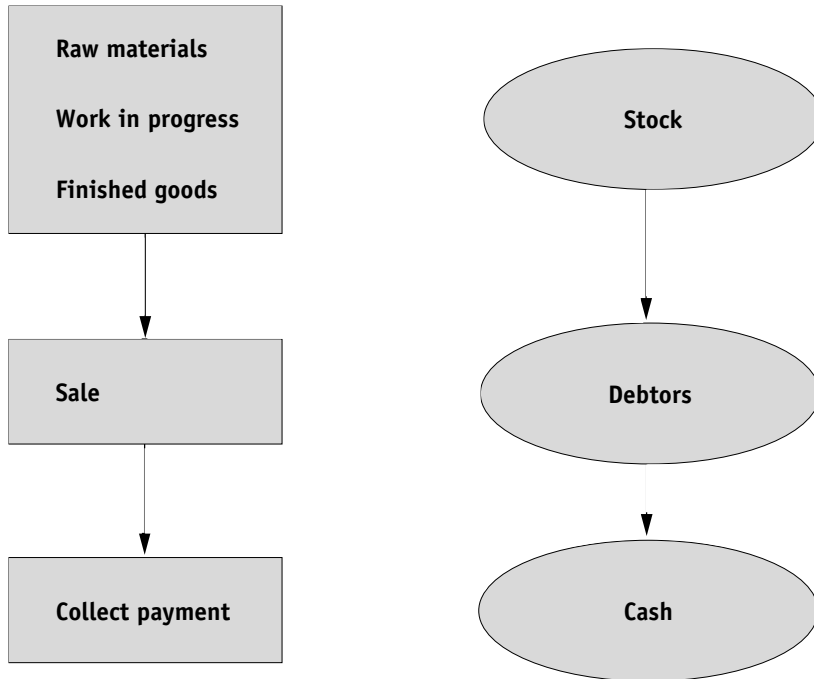 Raw materials
Work in progress
Finished goods
Sale
Collect payment
Stock
Debtors
Cash